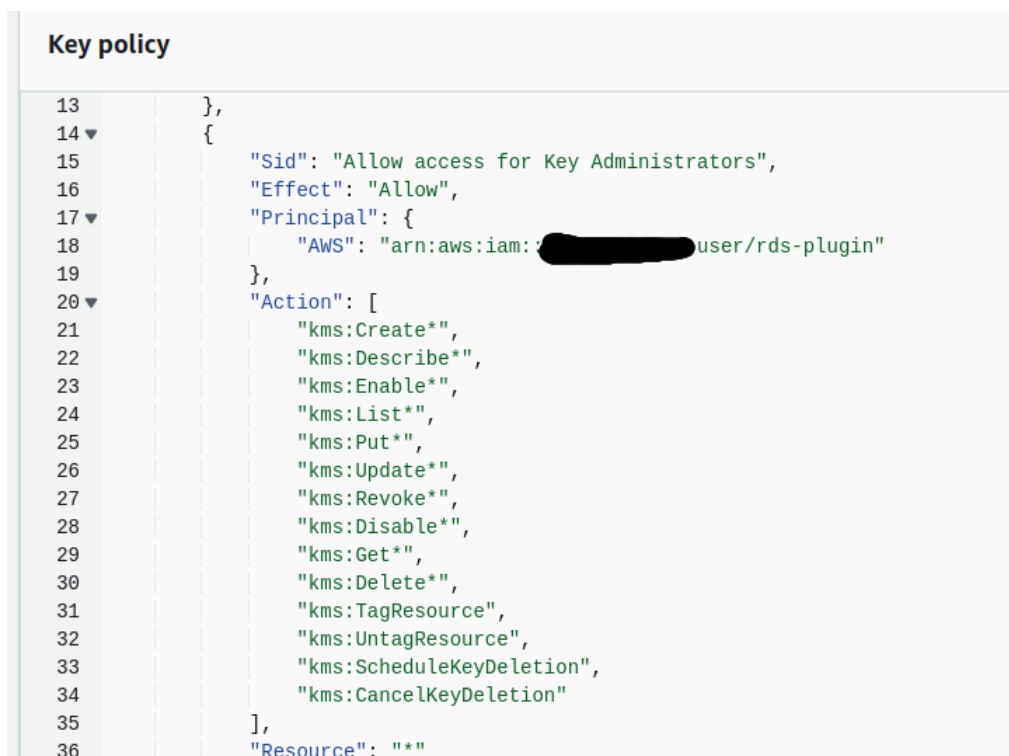 Key policy
13 },
14 {
15 "Sid": "Allow access for Key Administrators",
16 "Effect": "Allow",
17 "Principal": {
18 "AWS": "arn:aws:iam:: user/rds-plugin"
19 },
20 "Action": [
21 "kms:Create*",
22 "kms:Describe*",
23 "kms:Enable*",
24 "kms:List*",
25 "kms:Put*",
26 "kms:Update*",
27 "kms:Revoke*",
28 "kms:Disable*",
29 "kms:Get*",
30 "kms:Delete*",
31 "kms:TagResource",
32 "kms:UntagResource",
33 "kms:ScheduleKeyDeletion",
34 "kms:CancelKeyDeletion"
35 ],
36 "Resource": "*"